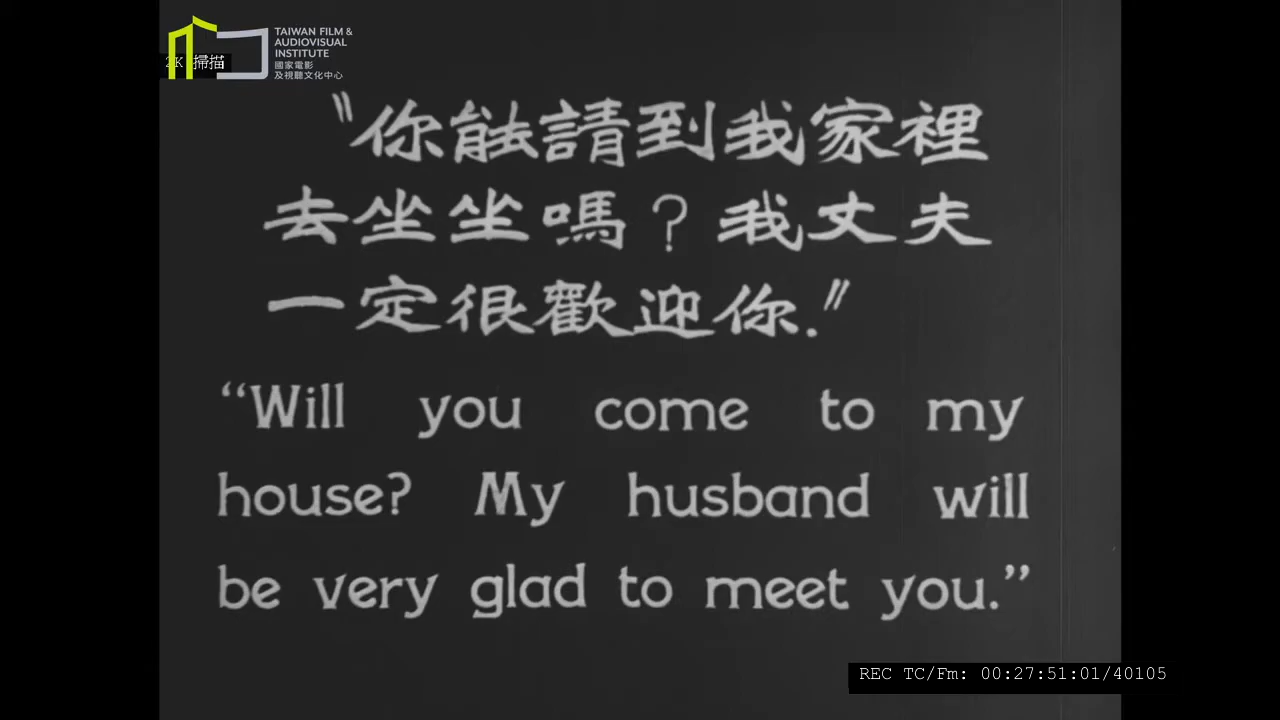 TAIWAN FILM &
AUDIOVISUAL
INSTITUTE
國家電影
及視聽文化中心
2K 掃描
"你能請到我家裡
去坐坐嗎？我丈夫
一定很歡迎你."
“Will you come to my
house? My husband will
be very glad to meet you.”
REC TC/Fm: 00:27:51:01/40105